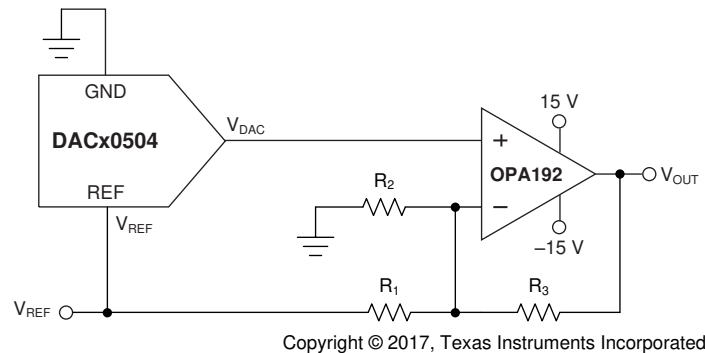 GND
DACx0504
REF
V_REF
V_DAC
15 V
+
OPA192
−
–15 V
V_OUT
R_2
V_REF
R_1
R_3
Copyright © 2017, Texas Instruments Incorporated